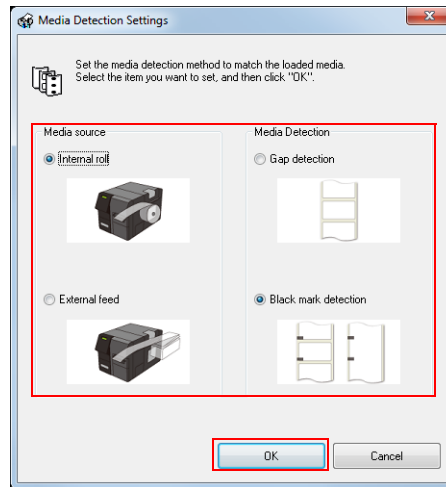 Media Detection Settings
Set the media detection method to match the loaded media.
Select the item you want to set, and then click "OK".
Media source
Internal roll
External feed
Media Detection
Gap detection
Black mark detection
OK
Cancel